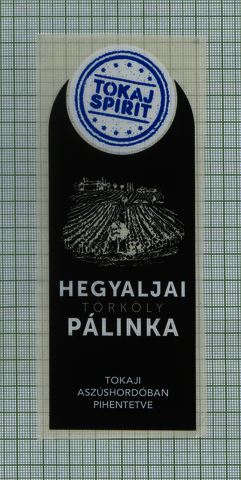 TOKAJ
SPIRIT
HEGYALJAI
TÖRKÖLY
PÁLINKA
TOKAJI
ASZÚSHORDÓBAN
PIHENTETVE